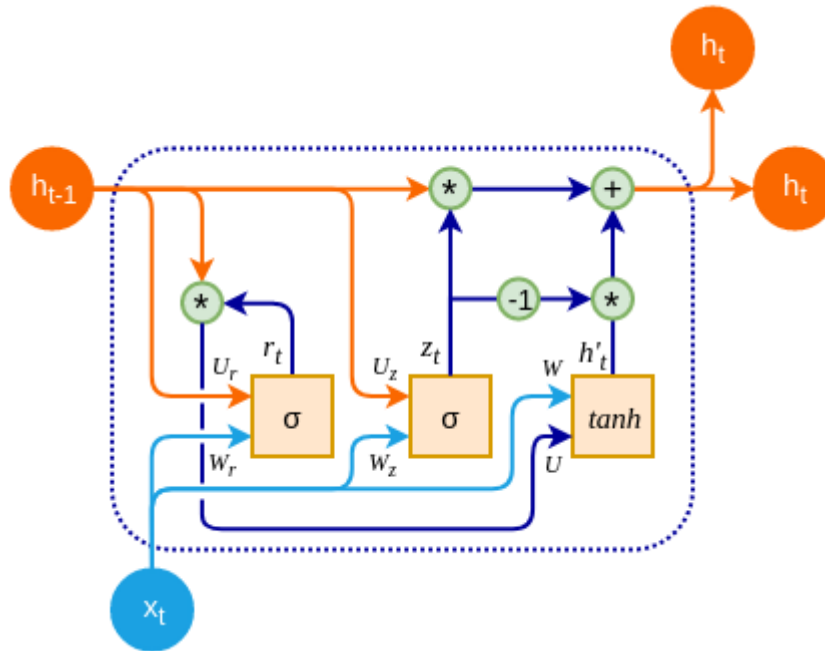 h_t
h_{t-1} * + h_t
* -1 *
r_t z_t h'_t
U_r U_z W
σ σ tanh
W_r W_z U
x_t